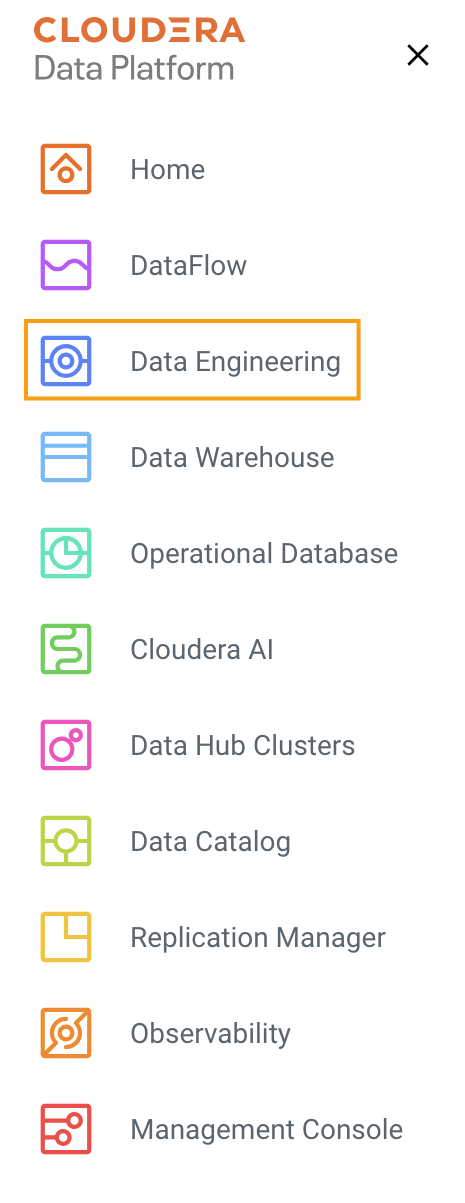 CLOUDERA
Data Platform
Home
DataFlow
Data Engineering
Data Warehouse
Operational Database
Cloudera AI
Data Hub Clusters
Data Catalog
Replication Manager
Observability
Management Console